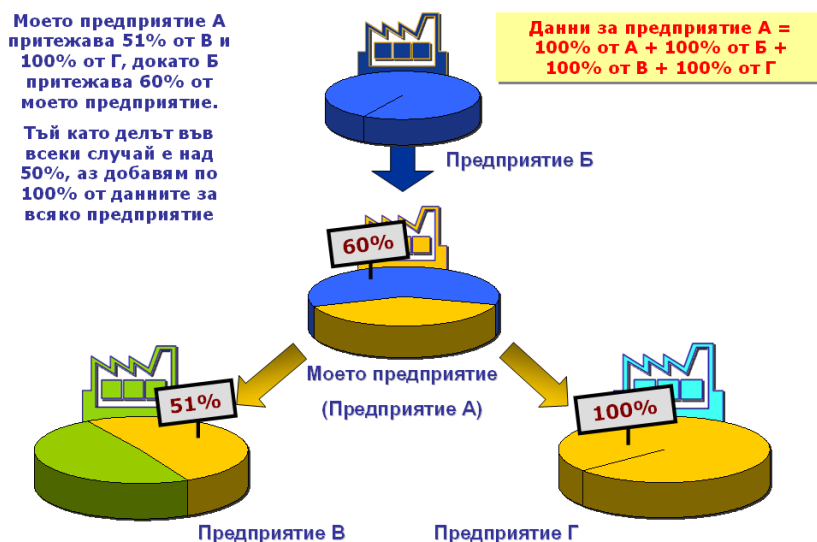 Моето предприятие А
притежава 51% от В и
100% от Г, докато Б
притежава 60% от
моето предприятие.
Тъй като делът във
всеки случай е над
50%, аз добавям по
100% от данните за
всяко предприятие
Данни за предприятие А =
100% от А + 100% от Б +
100% от В + 100% от Г
Предприятие Б
60%
Моето предприятие
(Предприятие А)
51%
100%
Предприятие В
Предприятие Г